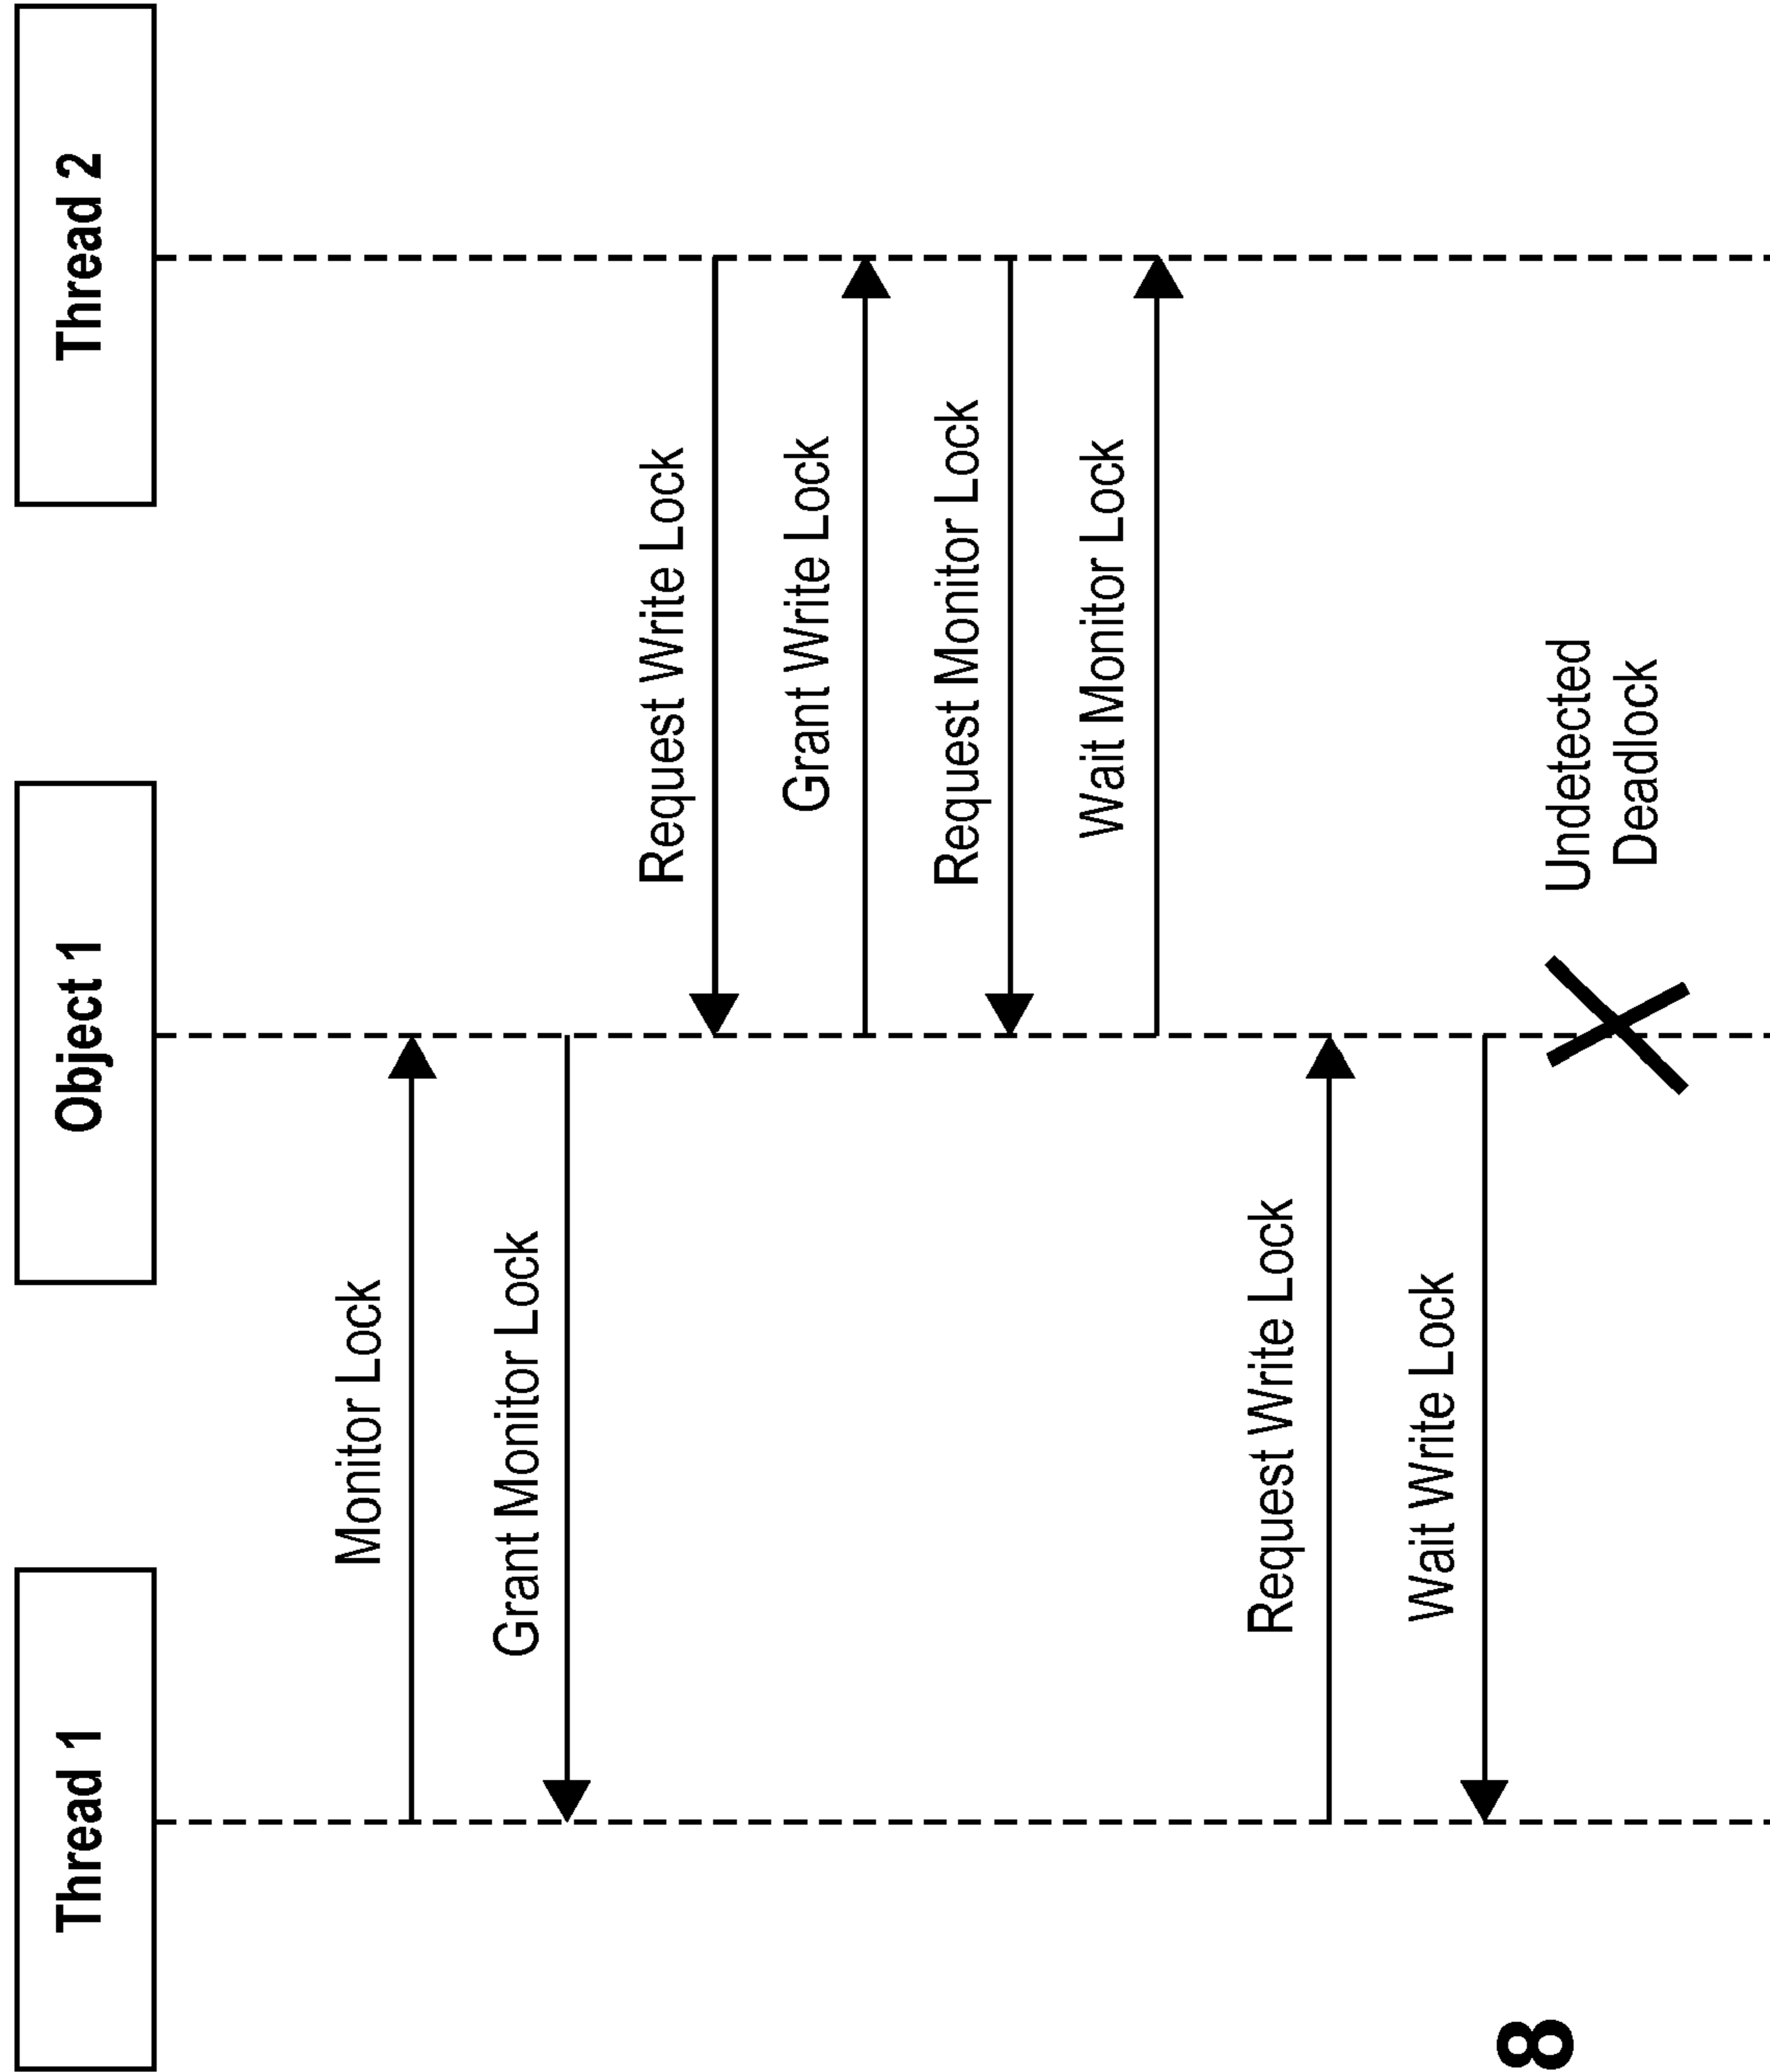 Thread 1
Object 1
Thread 2
Monitor Lock
Grant Monitor Lock
Request Write Lock
Grant Write Lock
Request Monitor Lock
Wait Monitor Lock
Request Write Lock
Wait Write Lock
Undetected
Deadlock
8